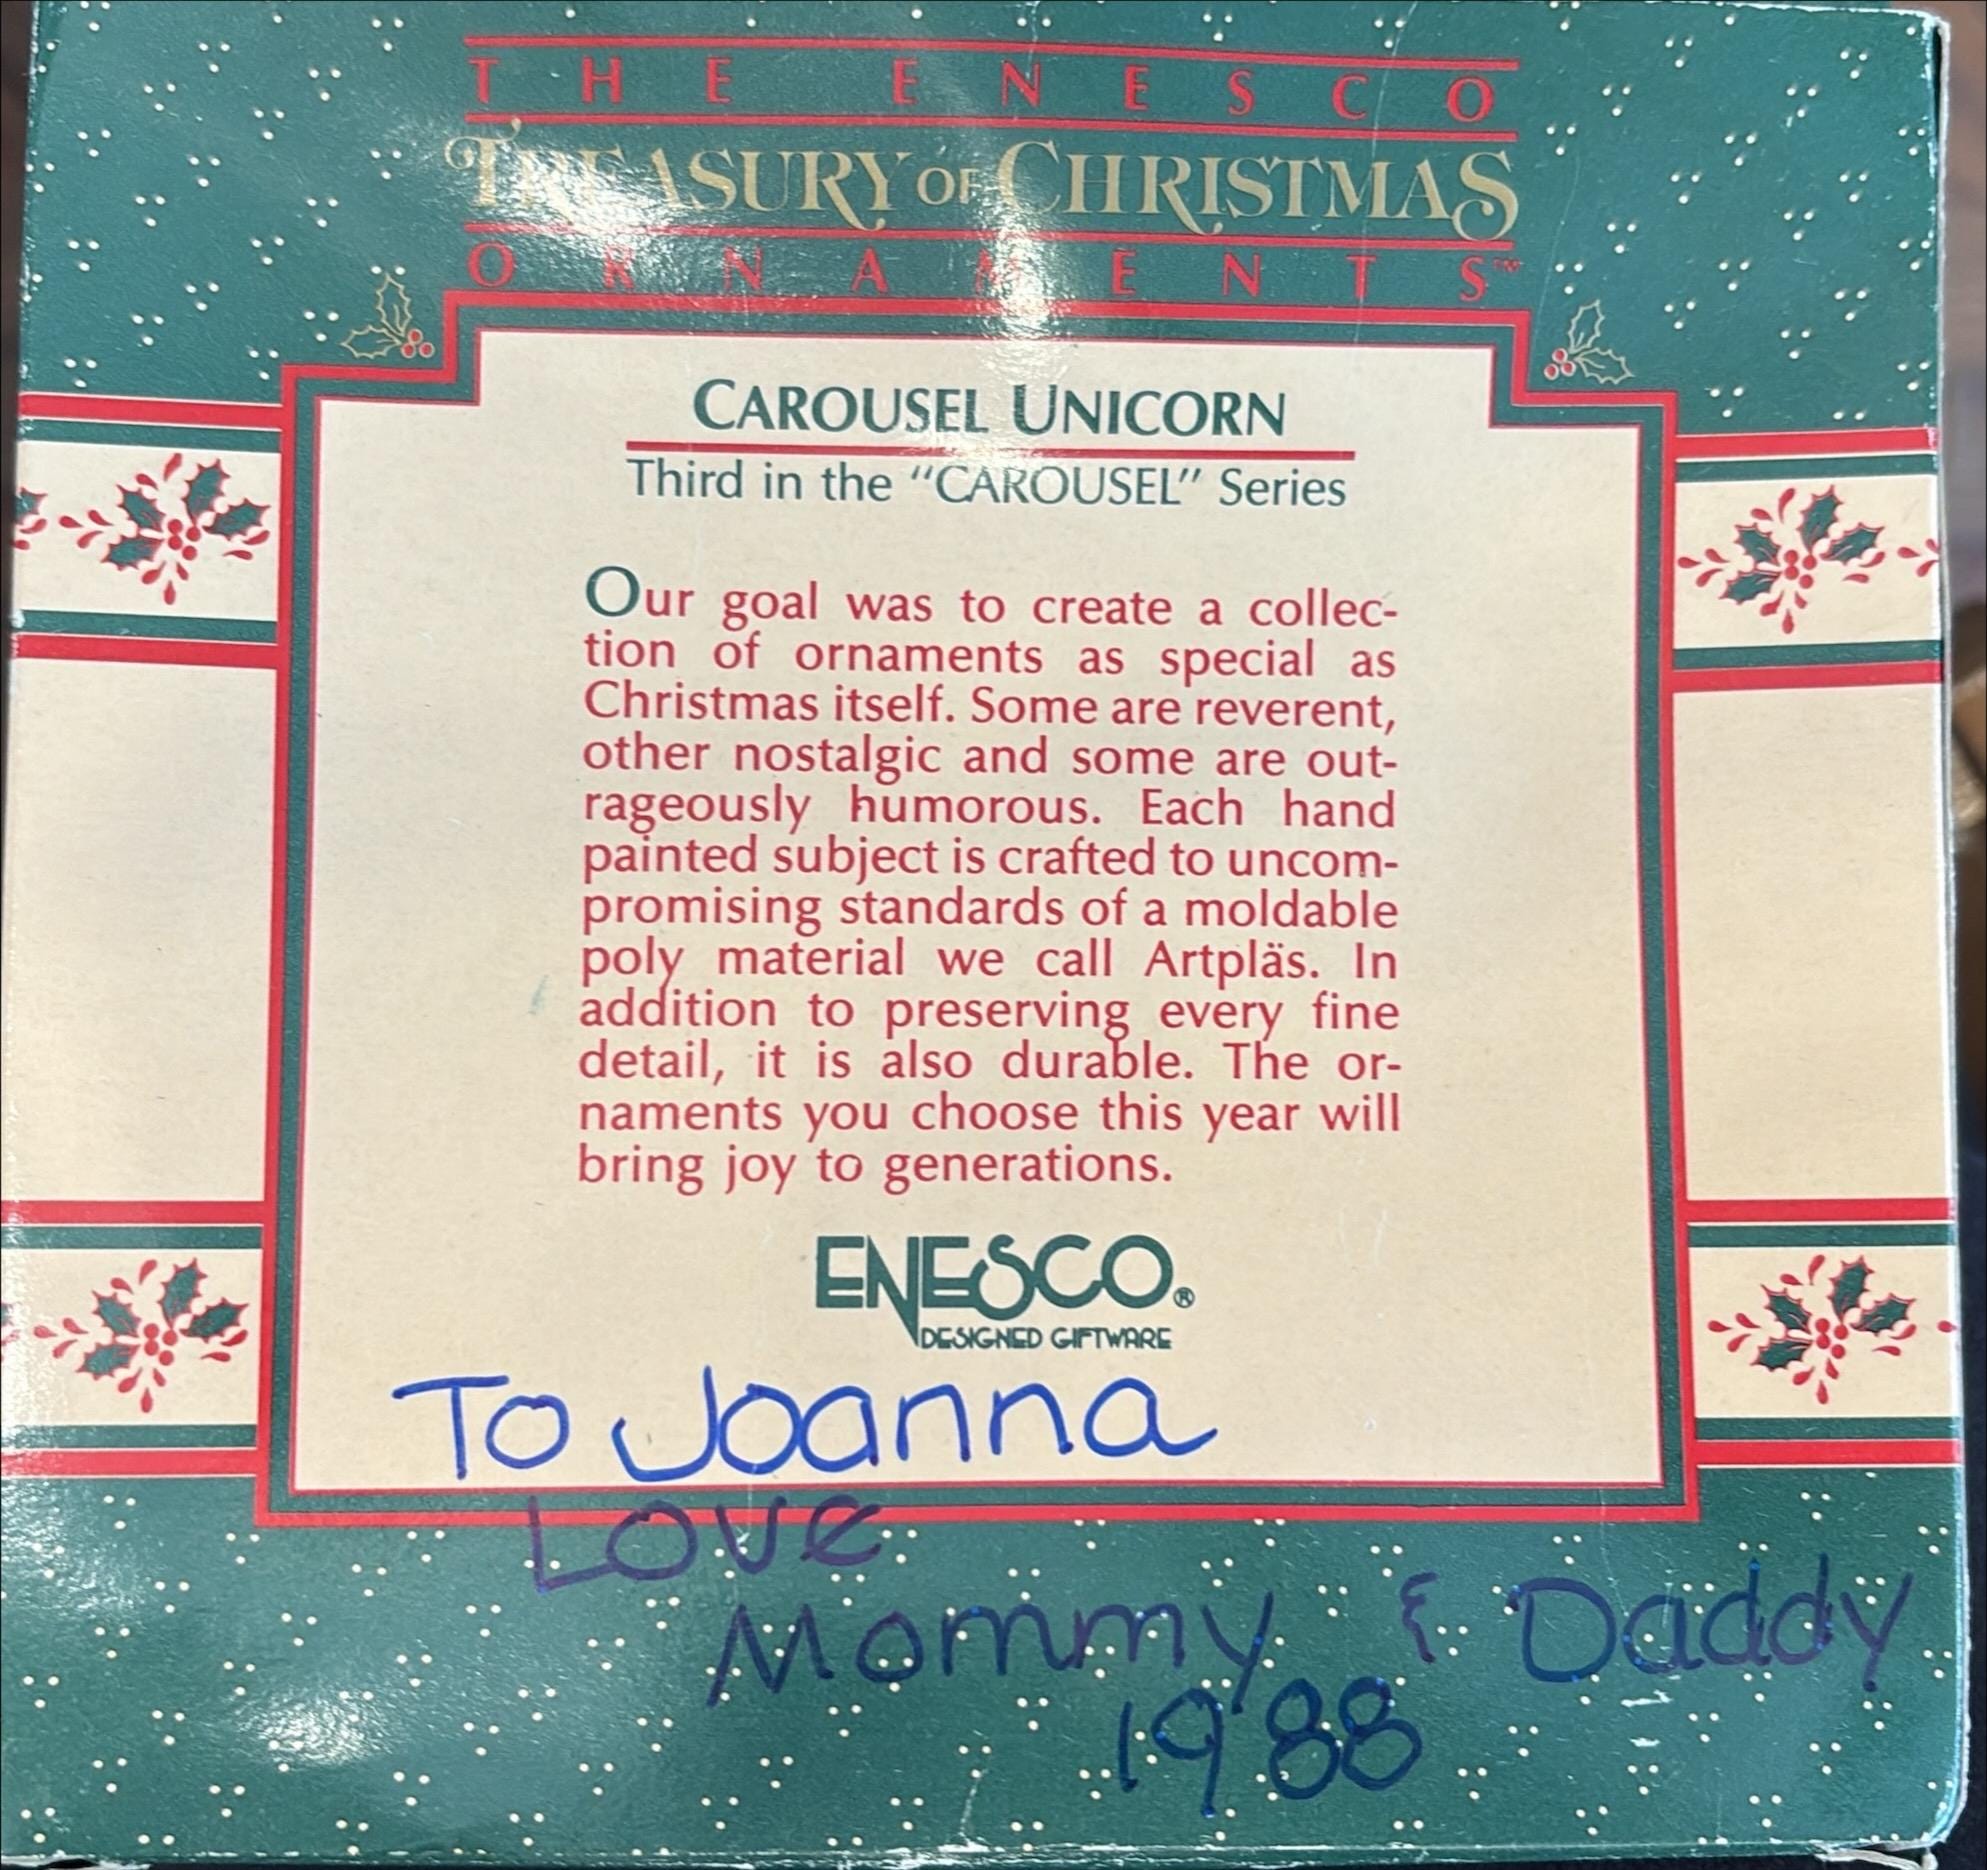 THE ENESCO
TREASURY OF CHRISTMAS
ORNAMENTS™
CAROUSEL UNICORN
Third in the "CAROUSEL" Series
Our goal was to create a collec-
tion of ornaments as special as
Christmas itself. Some are reverent,
other nostalgic and some are out-
rageously humorous. Each hand
painted subject is crafted to uncom-
promising standards of a moldable
poly material we call Artpläs. In
addition to preserving every fine
detail, it is also durable. The or-
naments you choose this year will
bring joy to generations.
ENESCO®
DESIGNED GIFTWARE
To Joanna
Love
Mommy & Daddy
1988